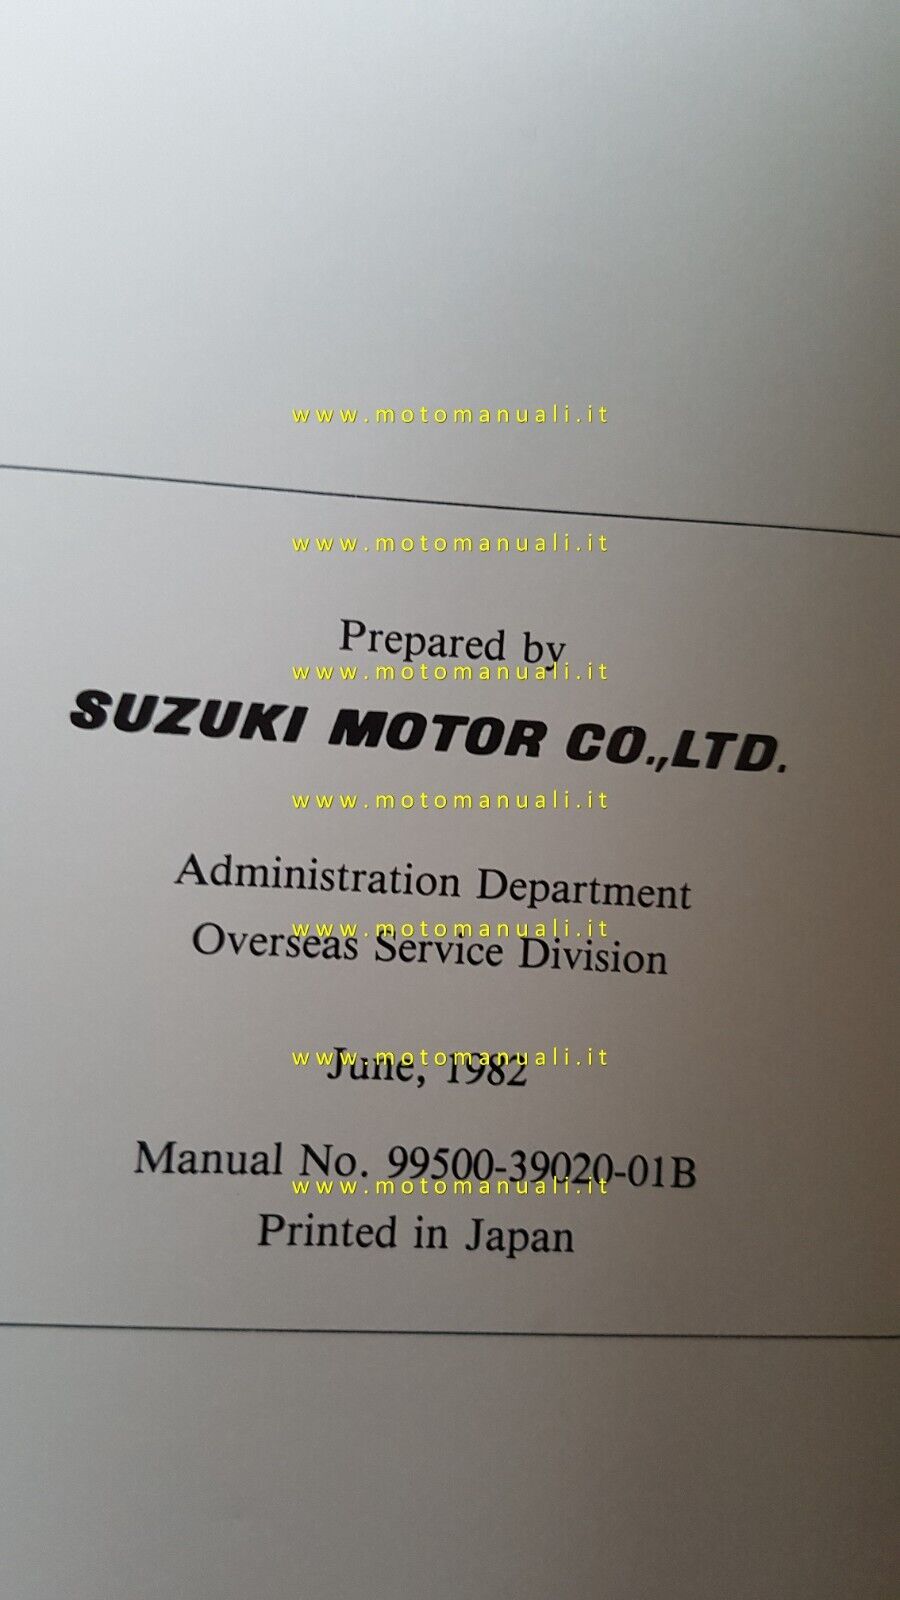 www.motomanuali.it
www.motomanuali.it
Prepared by
www.motomanuali.it
SUZUKI MOTOR CO.,LTD.
www.motomanuali.it
Administration Department
www.motomanuali.it
Overseas Service Division
www.motomanuali.it
June, 1982
Manual No. 99500-39020-01B
www.motomanuali.it
Printed in Japan